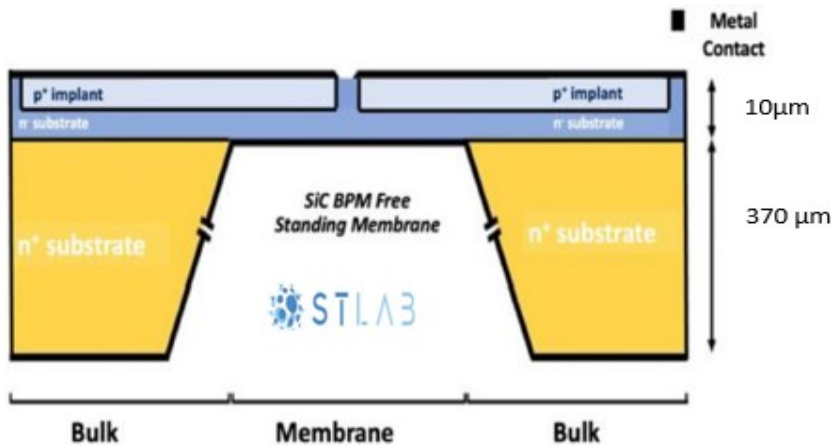 Metal
Contact
p+ implant
p+ implant
10μm
n- substrate
n- substrate
SiC BPM Free
Standing Membrane
n+ substrate
n+ substrate
370 μm
STLAB
Bulk
Membrane
Bulk